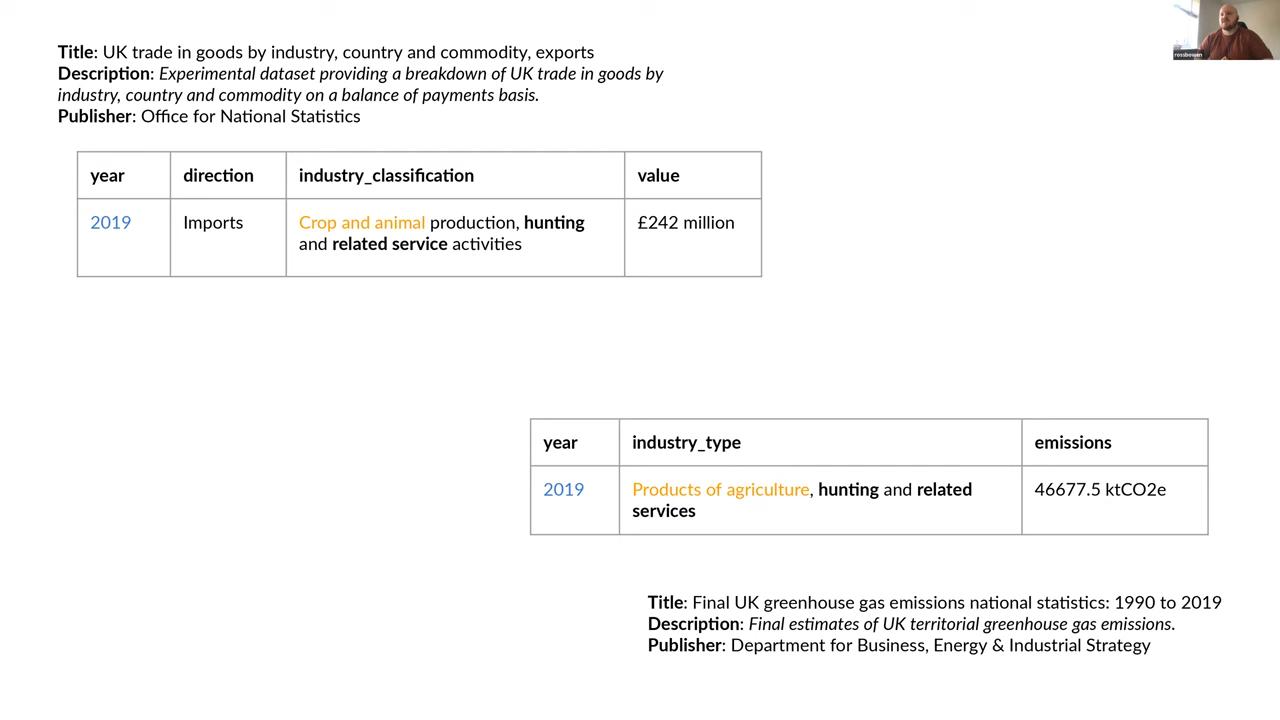 Title: UK trade in goods by industry, country and commodity, exports
Description: Experimental dataset providing a breakdown of UK trade in goods by
industry, country and commodity on a balance of payments basis.
Publisher: Office for National Statistics
rossbowen
year direction industry_classification value
2019 Imports Crop and animal production, hunting £242 million
and related service activities
year industry_type emissions
2019 Products of agriculture, hunting and related 46677.5 ktCO2e
services
Title: Final UK greenhouse gas emissions national statistics: 1990 to 2019
Description: Final estimates of UK territorial greenhouse gas emissions.
Publisher: Department for Business, Energy & Industrial Strategy